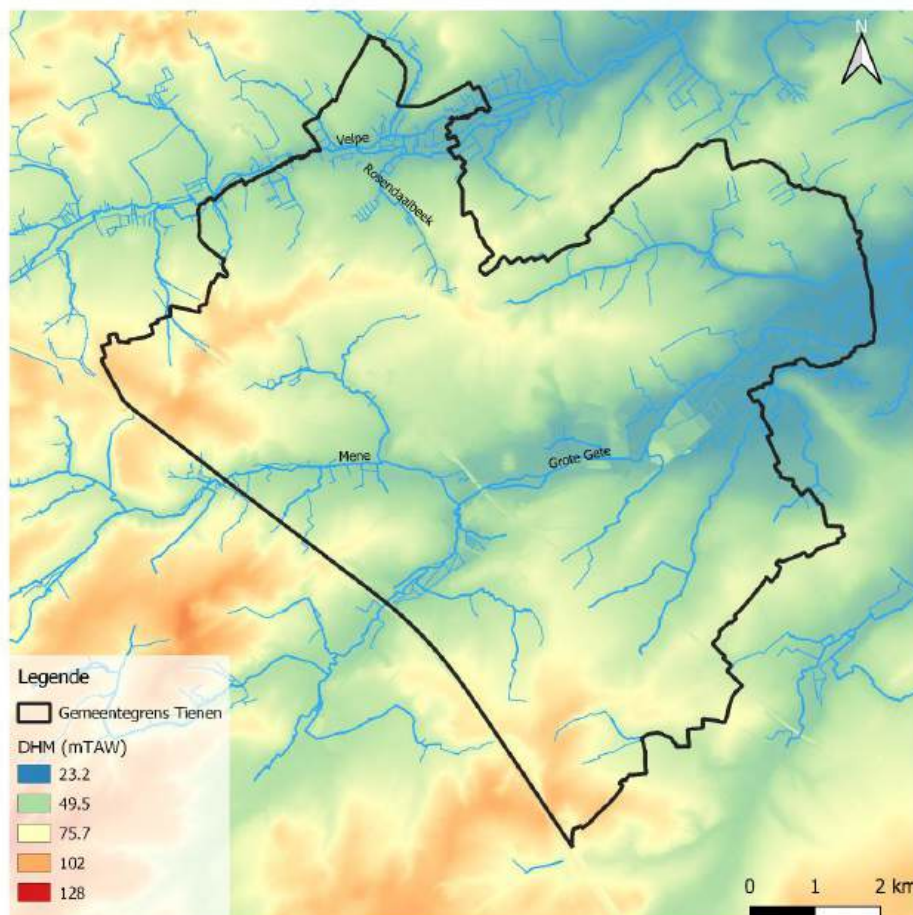 N
Velpe
Rosendaalbeek
Mene
Grote Gete
Legende
Gemeentegrens Tienen
DHM (mTAW)
23.2
49.5
75.7
102
128
0 1 2 km